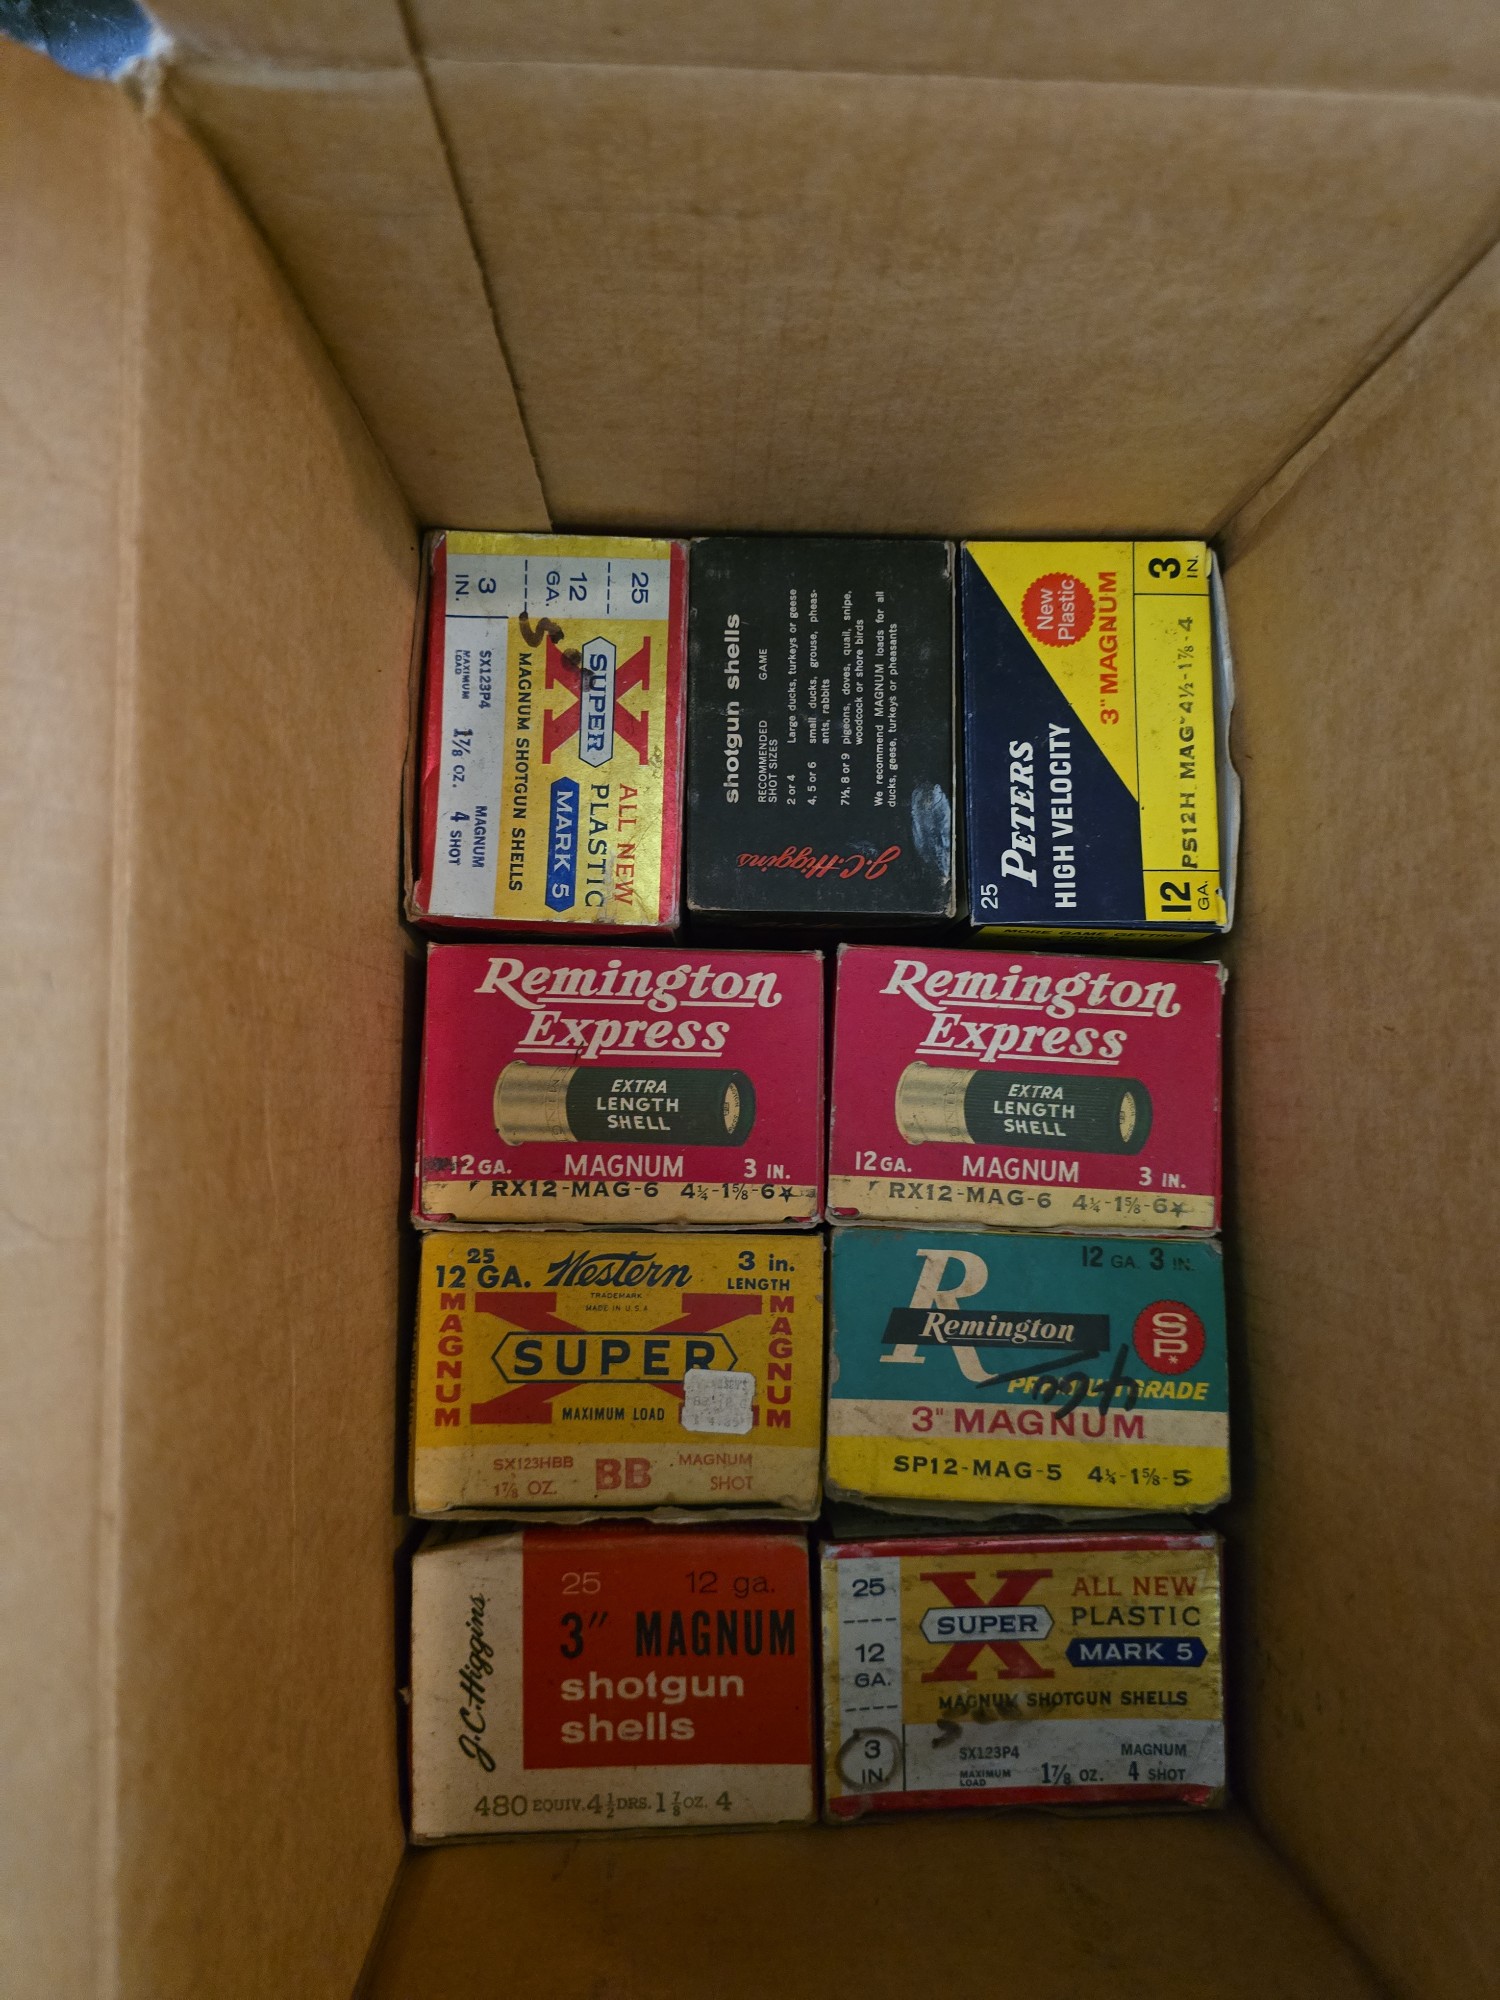 25
12
GA.
3
IN.
SUPER X
ALL NEW
PLASTIC
MARK 5
MAGNUM SHOTGUN SHELLS
SX123P4
MAXIMUM
LOAD
1⅞ OZ.
MAGNUM
4 SHOT
shotgun shells
RECOMMENDED
SHOT SIZES
GAME
2 or 4 Large ducks, turkeys or geese
4, 5 or 6 small ducks, grouse, pheas-
ants, rabbits
7½, 8 or 9 pigeons, doves, quail, snipe,
woodcock or shore birds
We recommend MAGNUM loads for all
ducks, geese, turkeys or pheasants
J.C. Higgins
New
Plastic
3" MAGNUM
25
PETERS
HIGH VELOCITY
12
GA.
PS12H MAG 4½-1⅞-4
3
IN.
MORE GAME GETTING
Remington
Express
EXTRA
LENGTH
SHELL
12 GA. MAGNUM 3 IN.
RX12-MAG-6 4¼-1⅝-6
Remington
Express
EXTRA
LENGTH
SHELL
12 GA. MAGNUM 3 IN.
RX12-MAG-6 4¼-1⅝-6
25
12 GA. Western 3 in.
LENGTH
TRADEMARK
MADE IN U.S.A
MAGNUM
SUPER X
MAGNUM
MAXIMUM LOAD
SX123HBB
1⅞ OZ.
BB
MAGNUM
SHOT
12 GA. 3 IN.
R
Remington
SP*
PREMIUM GRADE
3" MAGNUM
SP12-MAG-5 4¼-1⅝-5
J.C. Higgins
25 12 ga.
3" MAGNUM
shotgun
shells
480 EQUIV. 4½ DRS. 1⅞ OZ. 4
25
12
GA.
3
IN.
SUPER X
ALL NEW
PLASTIC
MARK 5
MAGNUM SHOTGUN SHELLS
SX123P4
MAXIMUM
LOAD
1⅞ OZ.
MAGNUM
4 SHOT